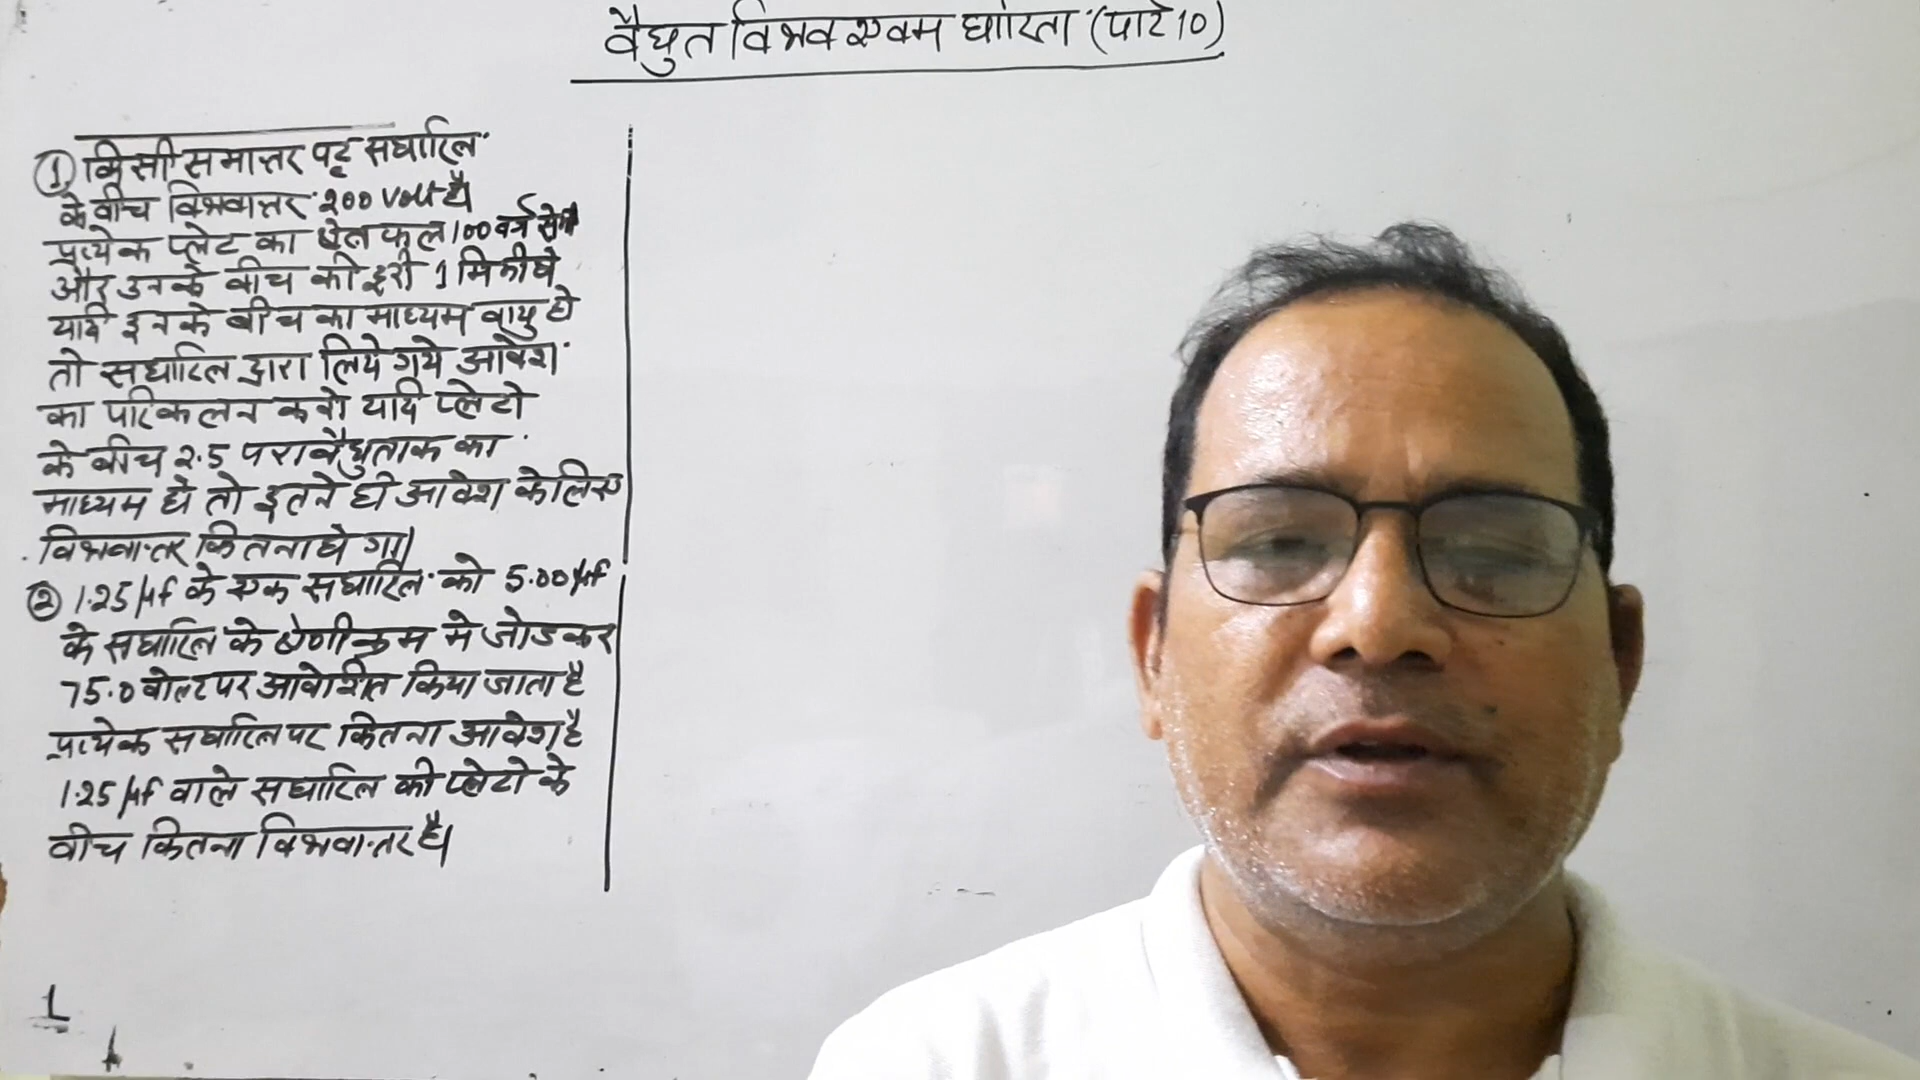 वैधुत विभव एवम धारिता (पार्ट 10)
① किसी समान्तर पट्ट संधारित्र
के बीच विभवान्तर 200 Volt है।
प्रत्येक प्लेट का क्षेत्रफल 100 वर्ग सेमी
और उनके बीच की दूरी 1 मिमी है
यदि इनके बीच का माध्यम वायु हो
तो संधारित्र द्वारा लिये गये आवेश
का परिकलन करो यदि प्लेटो
के बीच 2.5 परावैधुतांक का
माध्यम हो तो इतने ही आवेश के लिए
विभवान्तर कितना होगा।
② 1.25 μf के एक संधारित्र को 5.00 μf
के संधारित्र के श्रेणीक्रम मे जोडकर
75.0 वोल्ट पर आवेशित किया जाता है
प्रत्येक संधारित्र पर कितना आवेश है
1.25 μf वाले संधारित्र की प्लेटो के
बीच कितना विभवान्तर है।
1